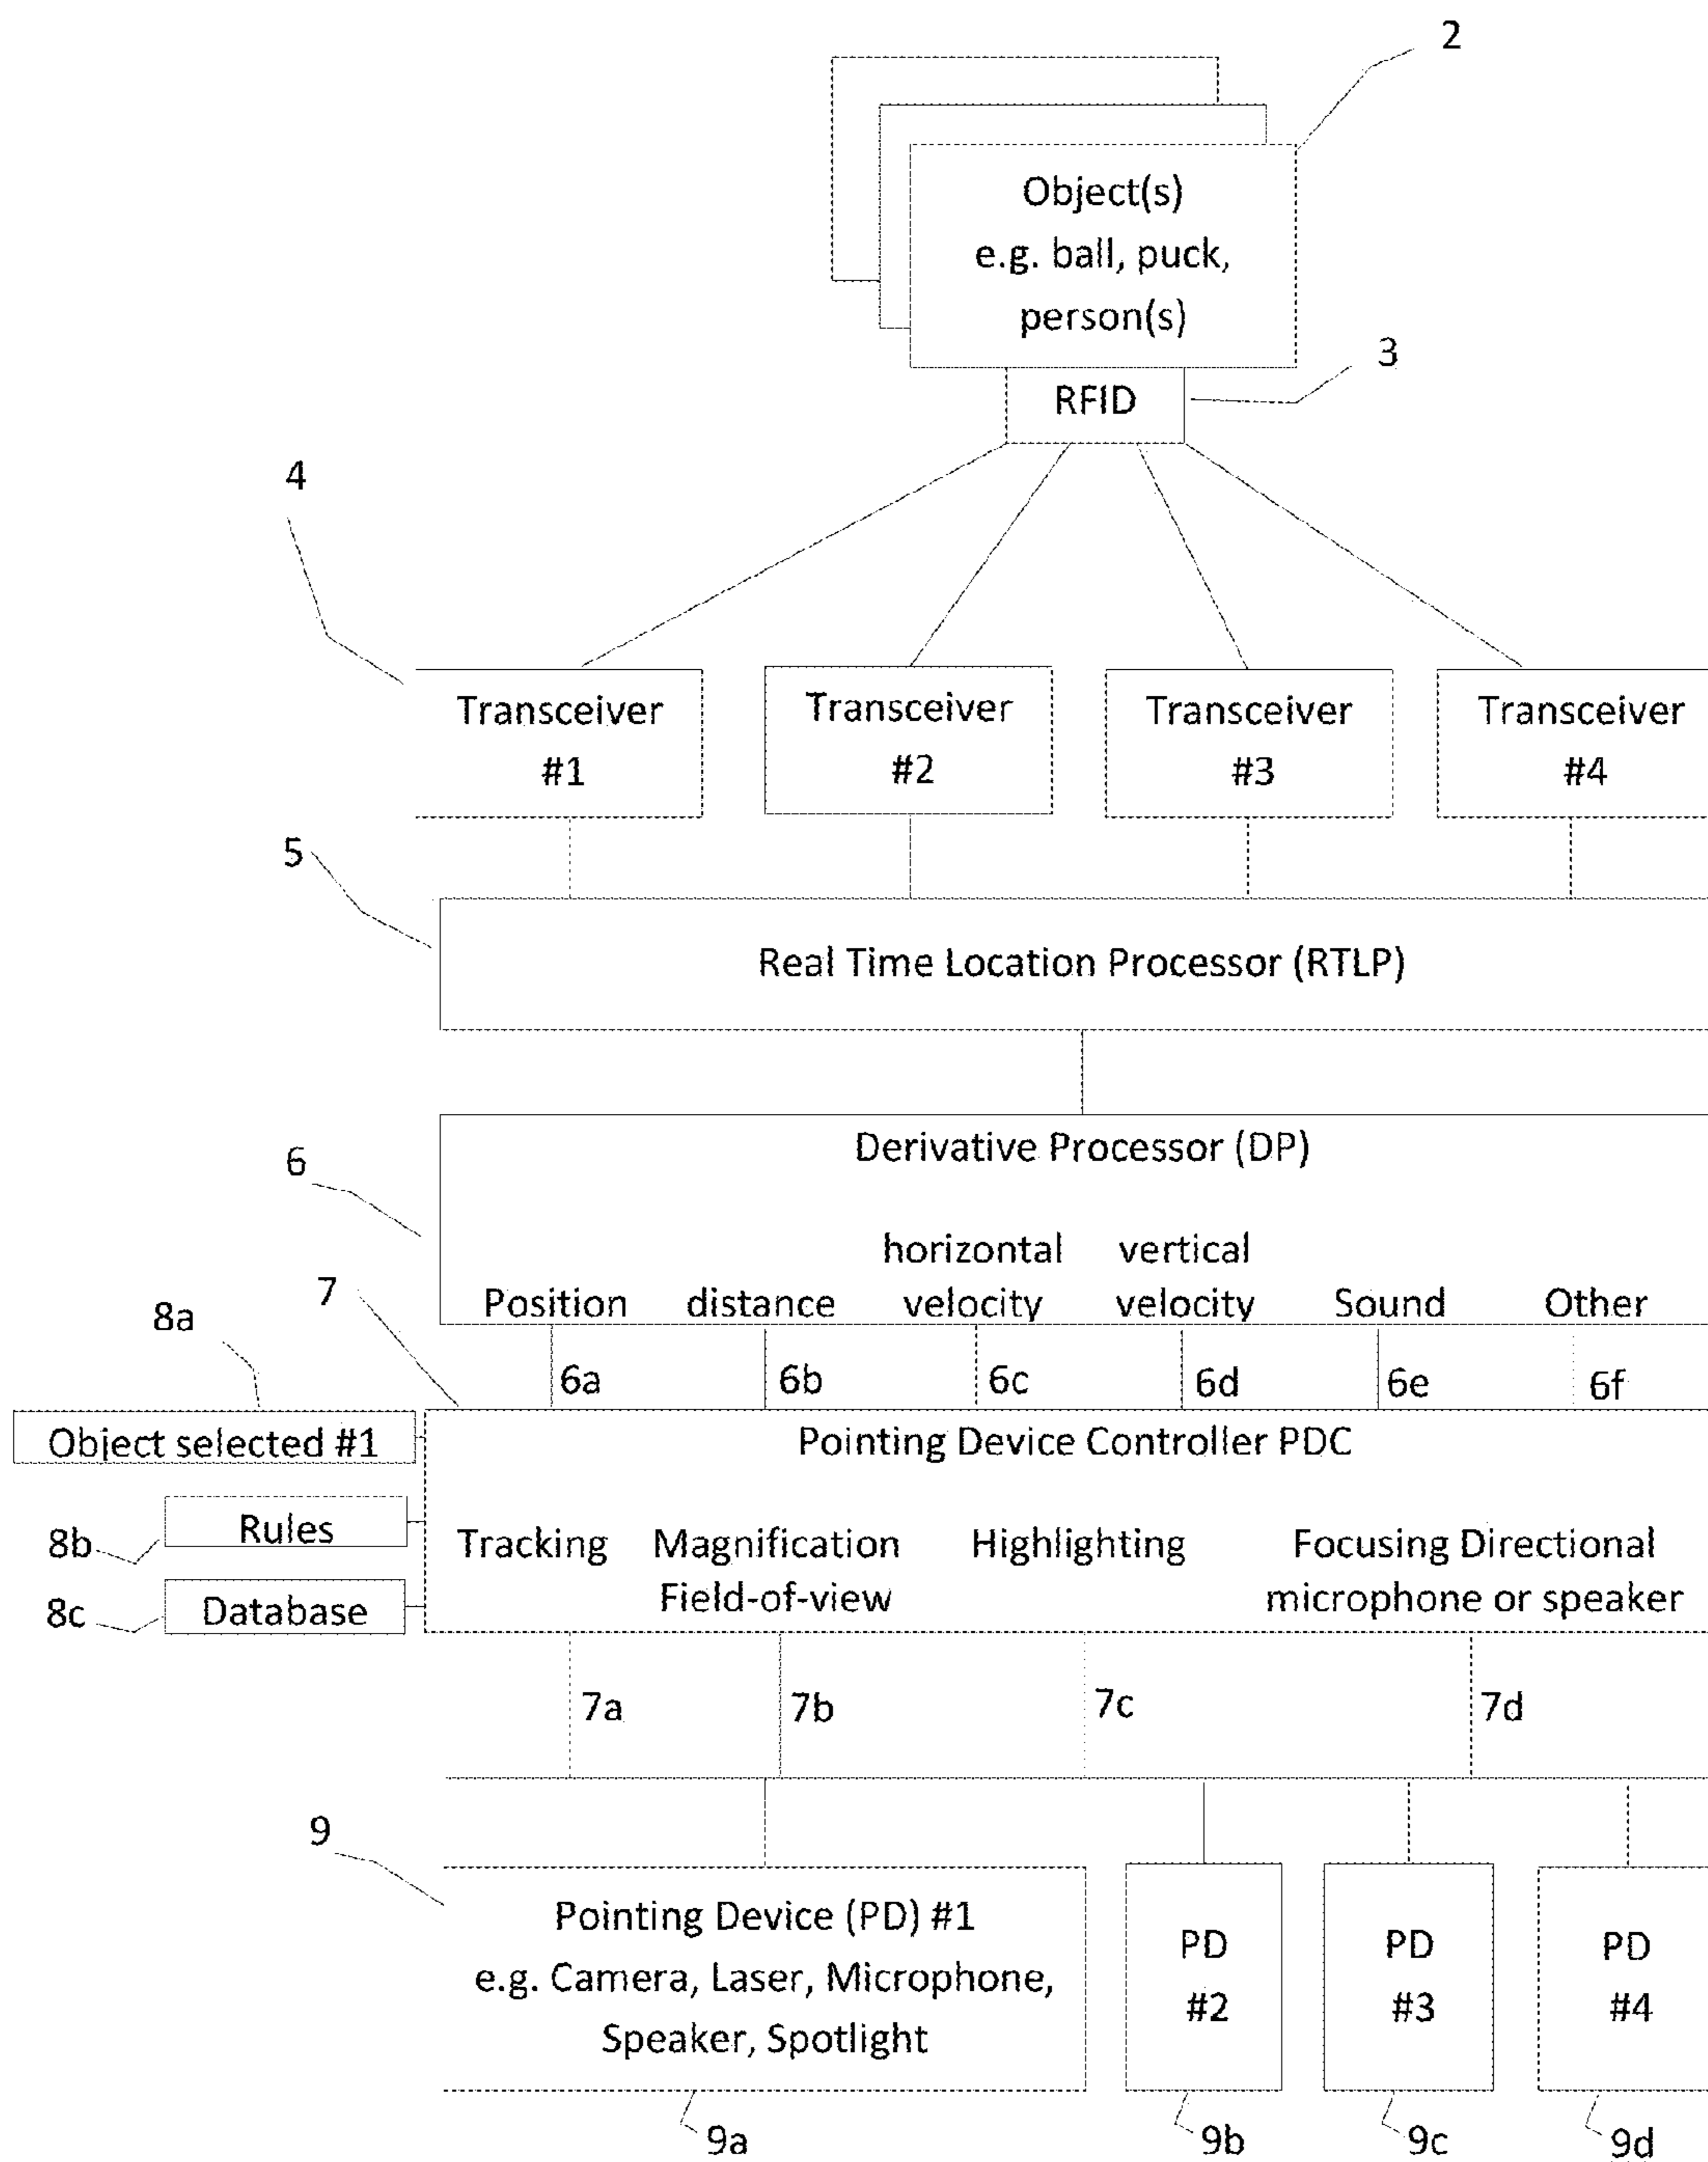 2
Object(s)
e.g. ball, puck,
person(s)
3
RFID
4
Transceiver
#1
Transceiver
#2
Transceiver
#3
Transceiver
#4
5
Real Time Location Processor (RTLP)
6
Derivative Processor (DP)
horizontal vertical
Position distance velocity velocity Sound Other
7
8a
6a 6b 6c 6d 6e 6f
Object selected #1
Pointing Device Controller PDC
8b
Rules
Tracking Magnification Highlighting Focusing Directional
Field-of-view microphone or speaker
8c
Database
7a 7b 7c 7d
9
Pointing Device (PD) #1
e.g. Camera, Laser, Microphone,
Speaker, Spotlight
PD
#2
PD
#3
PD
#4
9a 9b 9c 9d